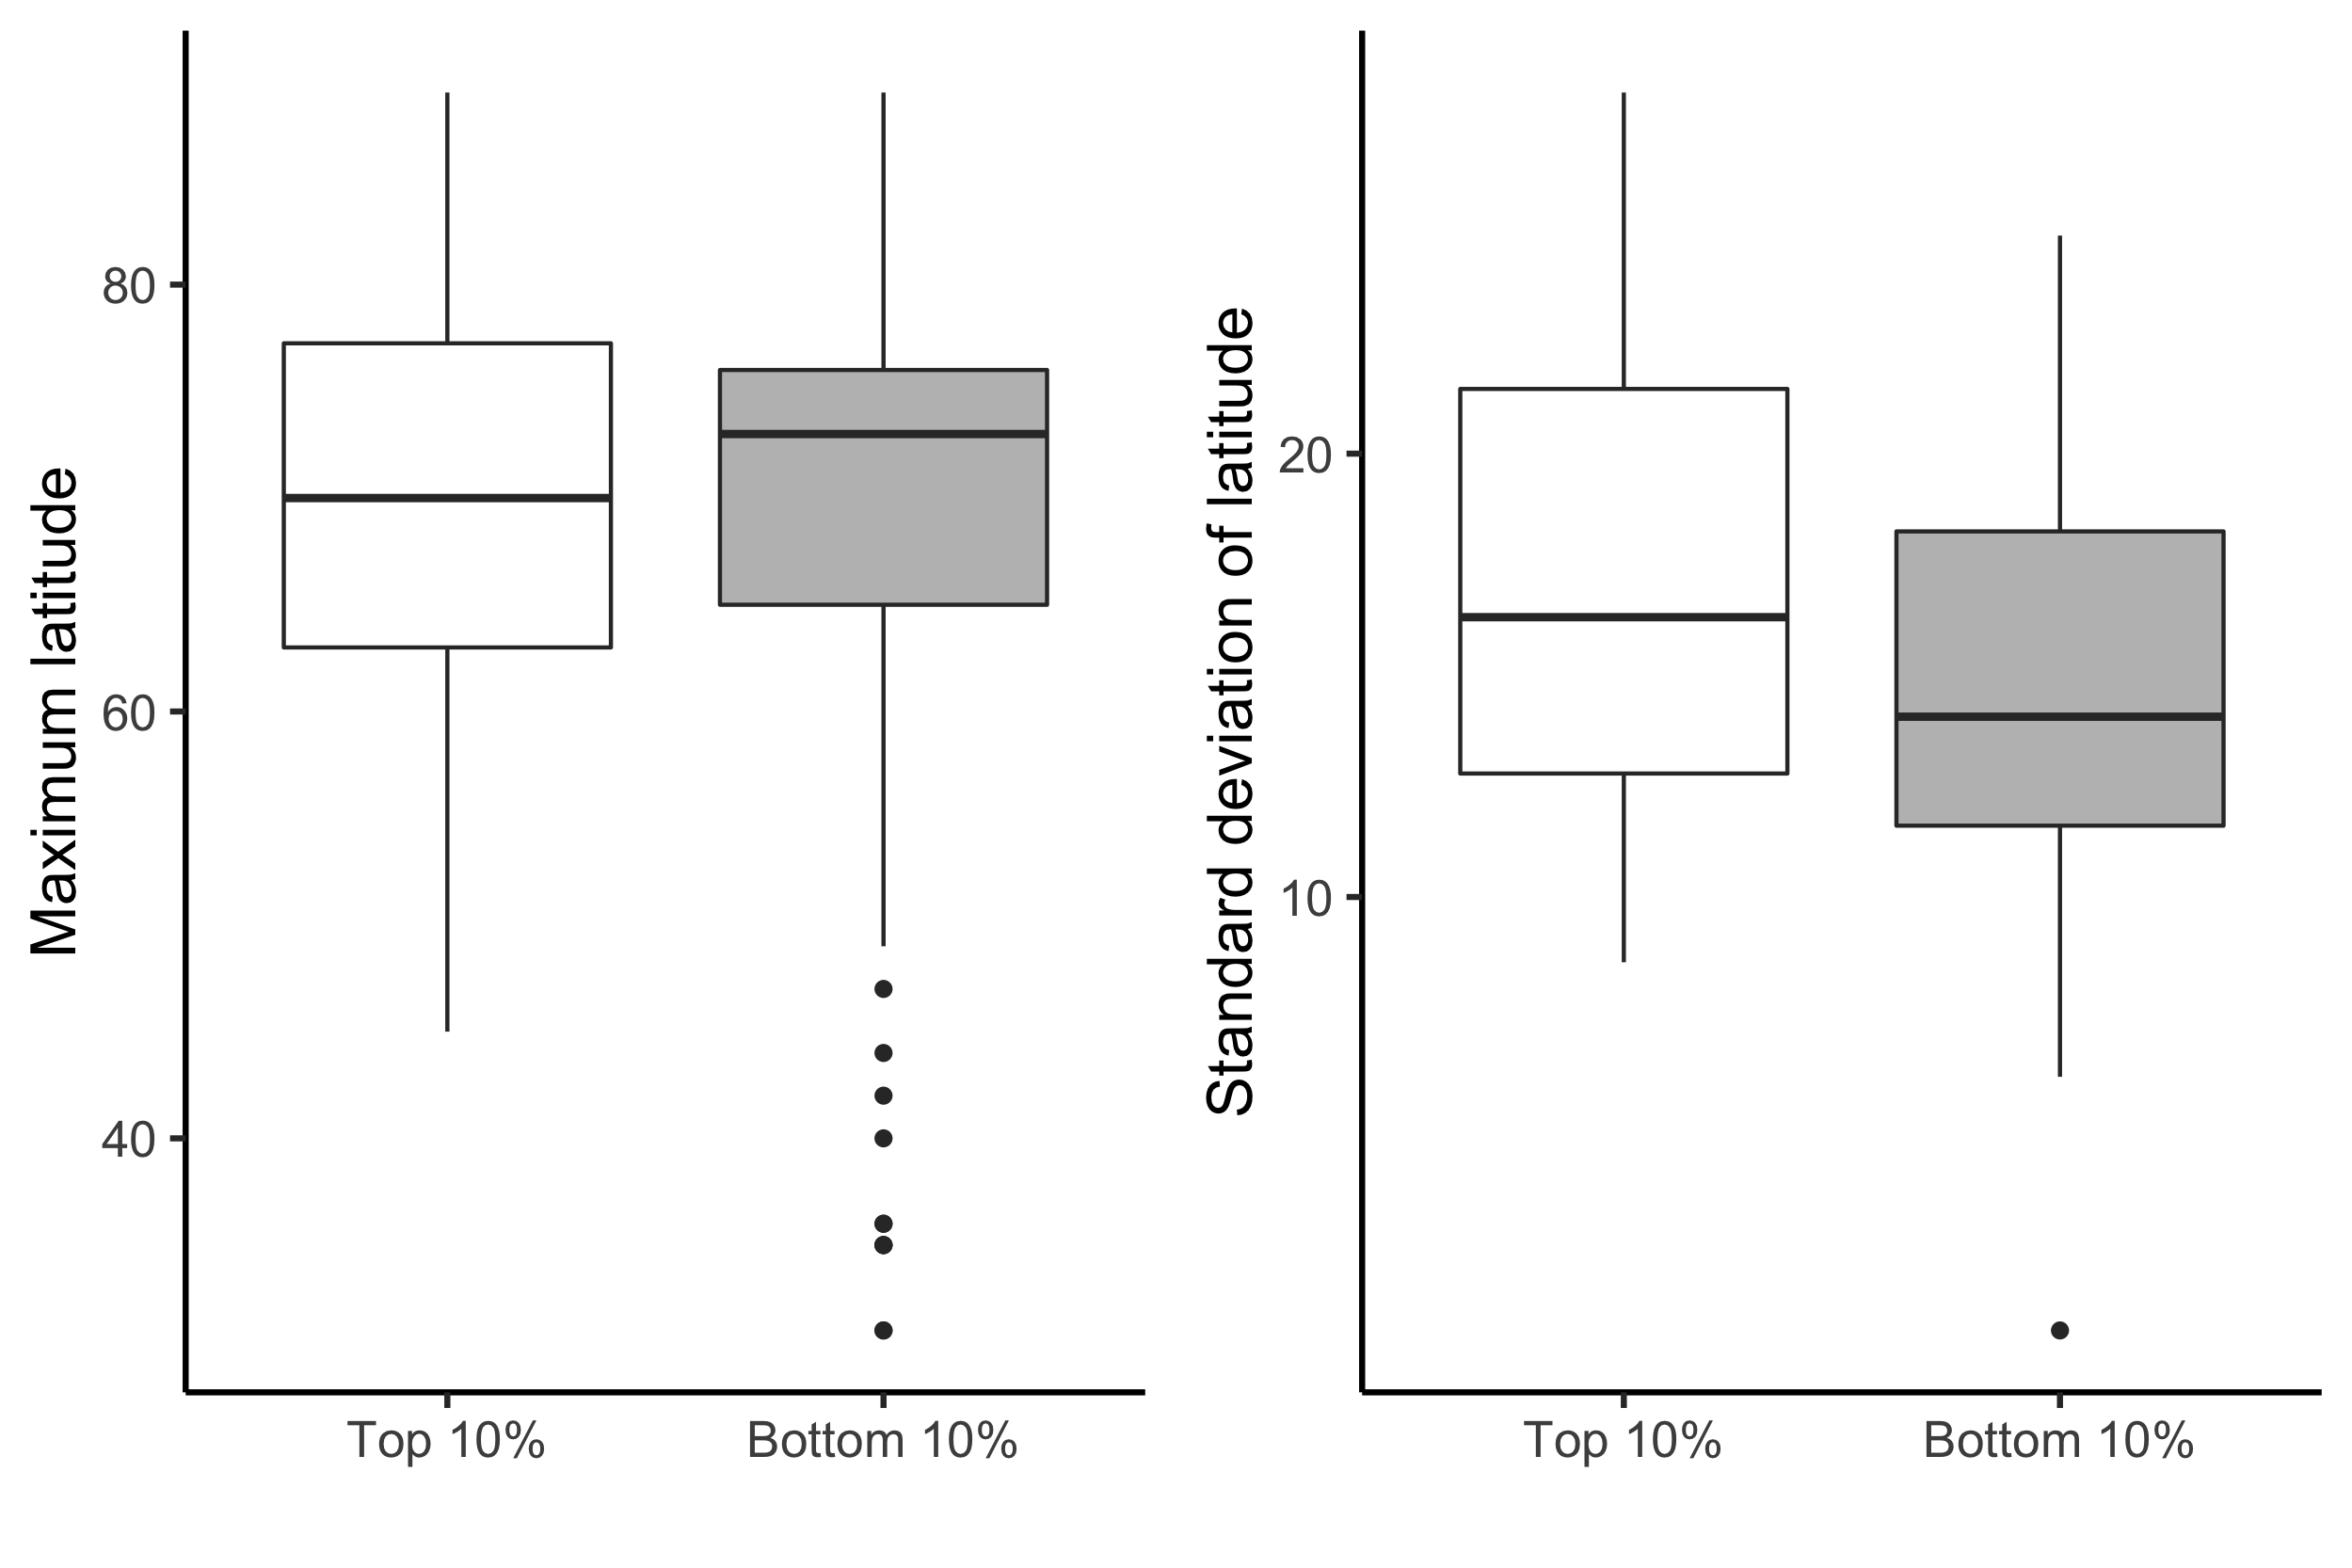 Maximum latitude
80
60
40
Top 10%
Bottom 10%
Standard deviation of latitude
20
10
Top 10%
Bottom 10%